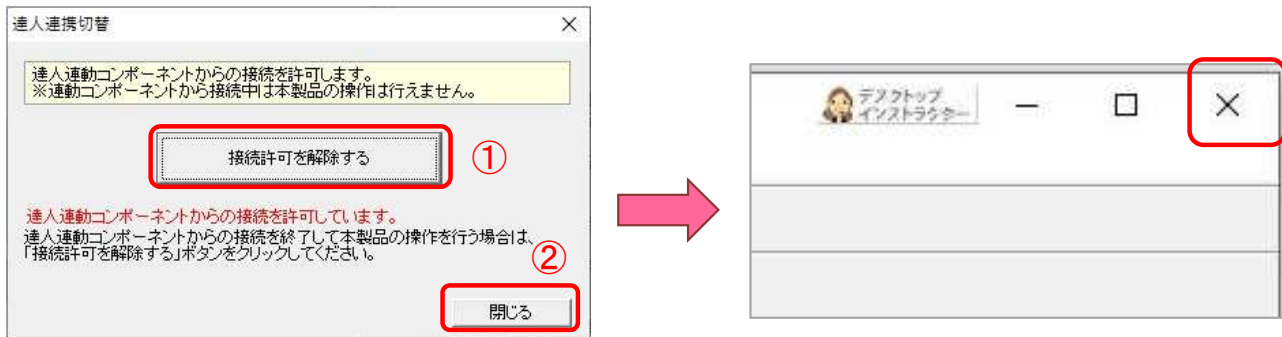 達人連携切替
達人連動コンポーネントからの接続を許可します。
※連動コンポーネントから接続中は本製品の操作は行えません。
接続許可を解除する
①
達人連動コンポーネントからの接続を許可しています。
達人連動コンポーネントからの接続を終了して本製品の操作を行う場合は、
「接続許可を解除する」ボタンをクリックしてください。
②
閉じる
デスクトップ
インストラクター